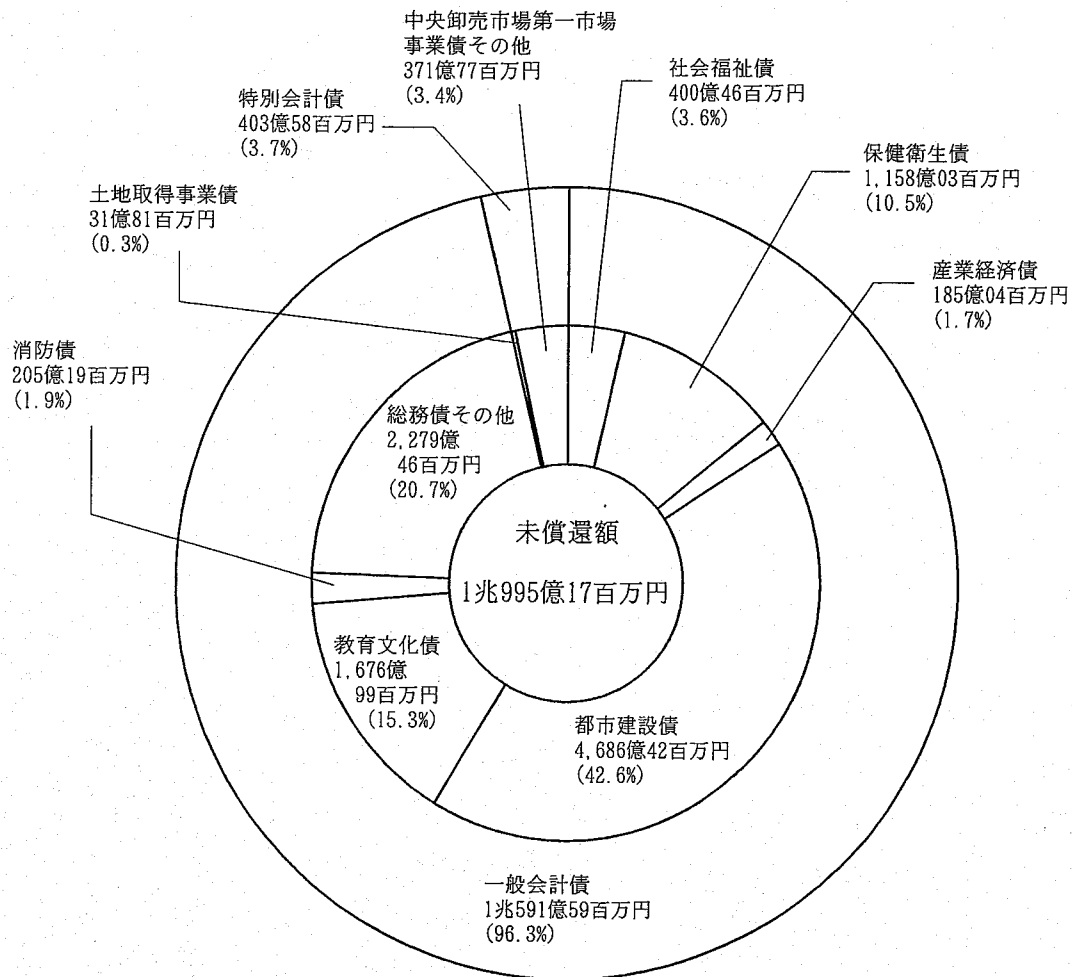 中央卸売市場第一市場
事業債その他
371億77百万円
(3.4%)
社会福祉債
400億46百万円
(3.6%)
特別会計債
403億58百万円
(3.7%)
保健衛生債
1,158億03百万円
(10.5%)
土地取得事業債
31億81百万円
(0.3%)
産業経済債
185億04百万円
(1.7%)
消防債
205億19百万円
(1.9%)
総務債その他
2,279億
46百万円
(20.7%)
未償還額
1兆995億17百万円
教育文化債
1,676億
99百万円
(15.3%)
都市建設債
4,686億42百万円
(42.6%)
一般会計債
1兆591億59百万円
(96.3%)